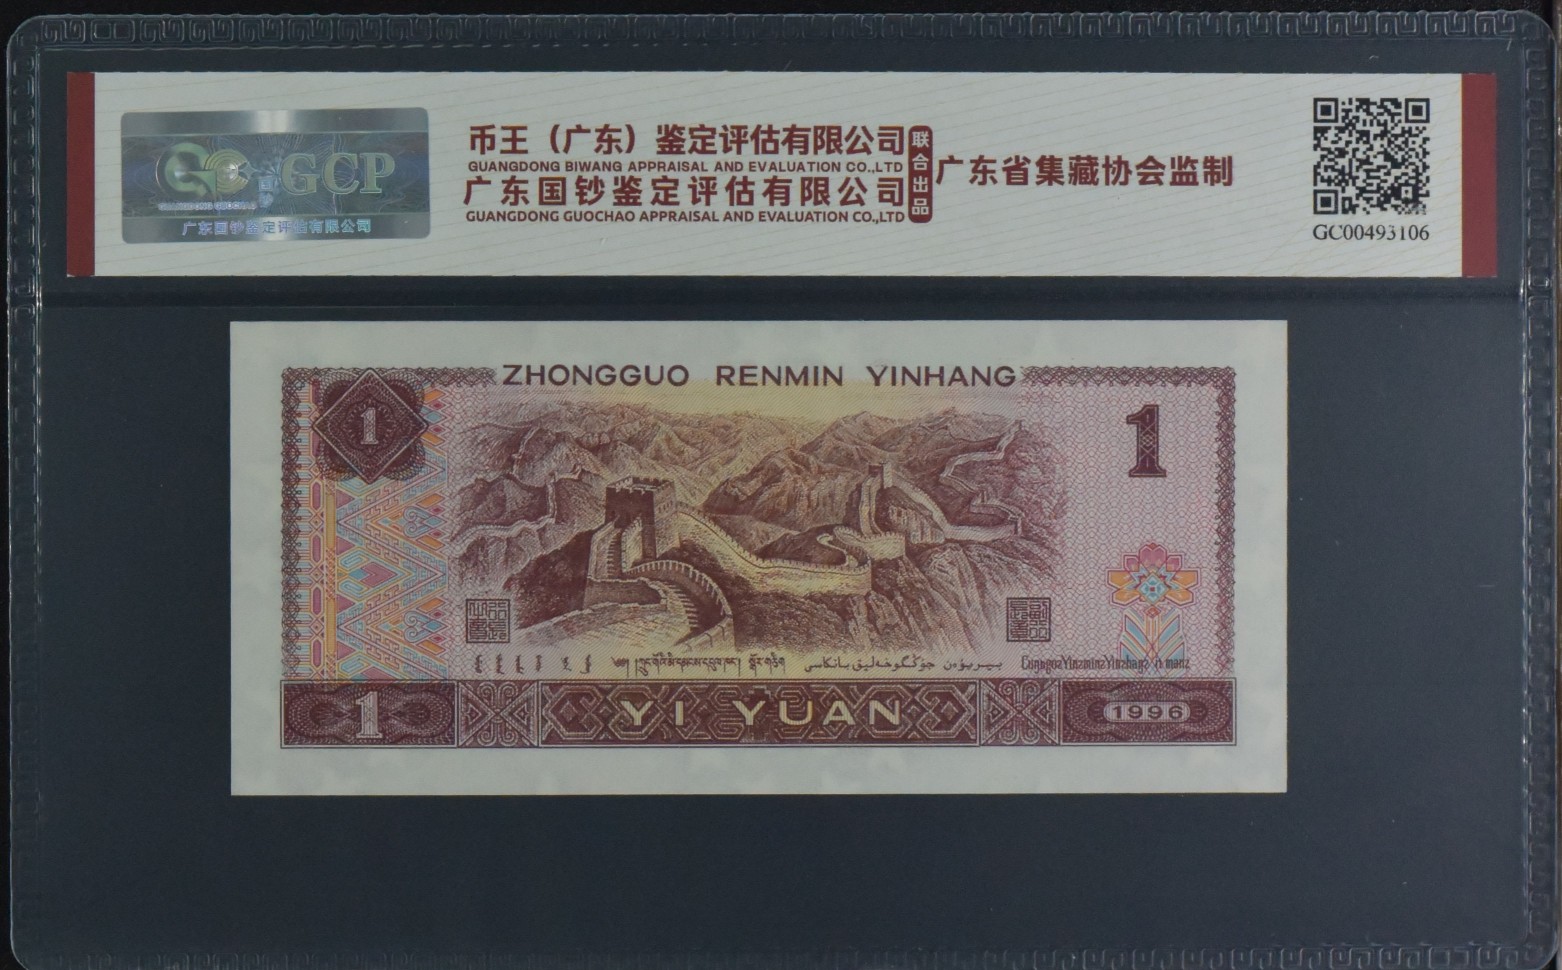 GCP
GUANGDONG GUOCHAO
广东国钞鉴定评估有限公司
币王（广东）鉴定评估有限公司
GUANGDONG BIWANG APPRAISAL AND EVALUATION CO.,LTD
广东国钞鉴定评估有限公司
GUANGDONG GUOCHAO APPRAISAL AND EVALUATION CO.,LTD
联合出品
广东省集藏协会监制
GC00493106
ZHONGGUO RENMIN YINHANG
1
1
1
YI YUAN
1996